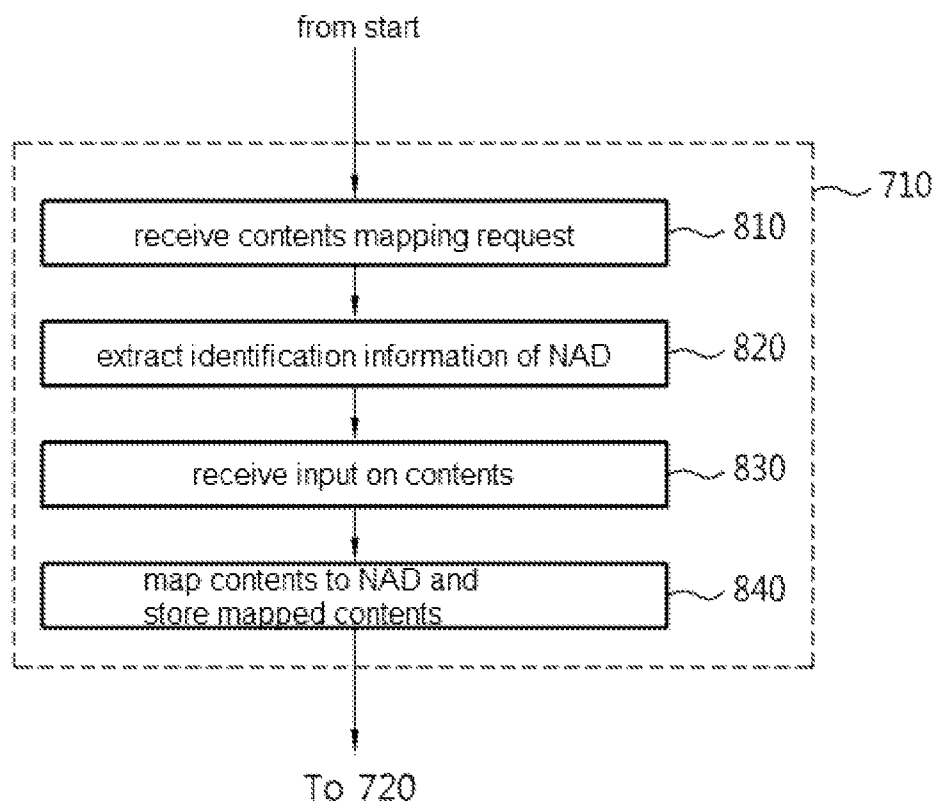 from start
710
receive contents mapping request
810
extract identification information of NAD
820
receive input on contents
830
map contents to NAD and
store mapped contents
840
To 720